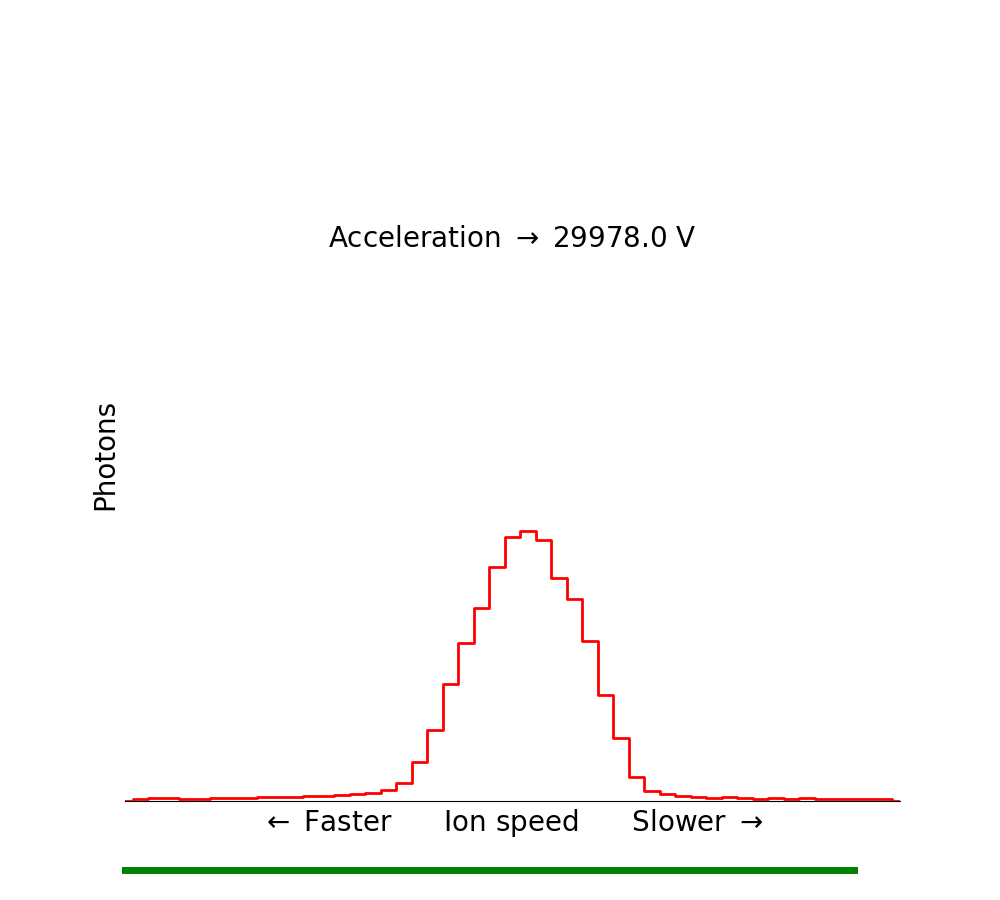 Acceleration → 29978.0 V
Photons
← Faster Ion speed Slower →